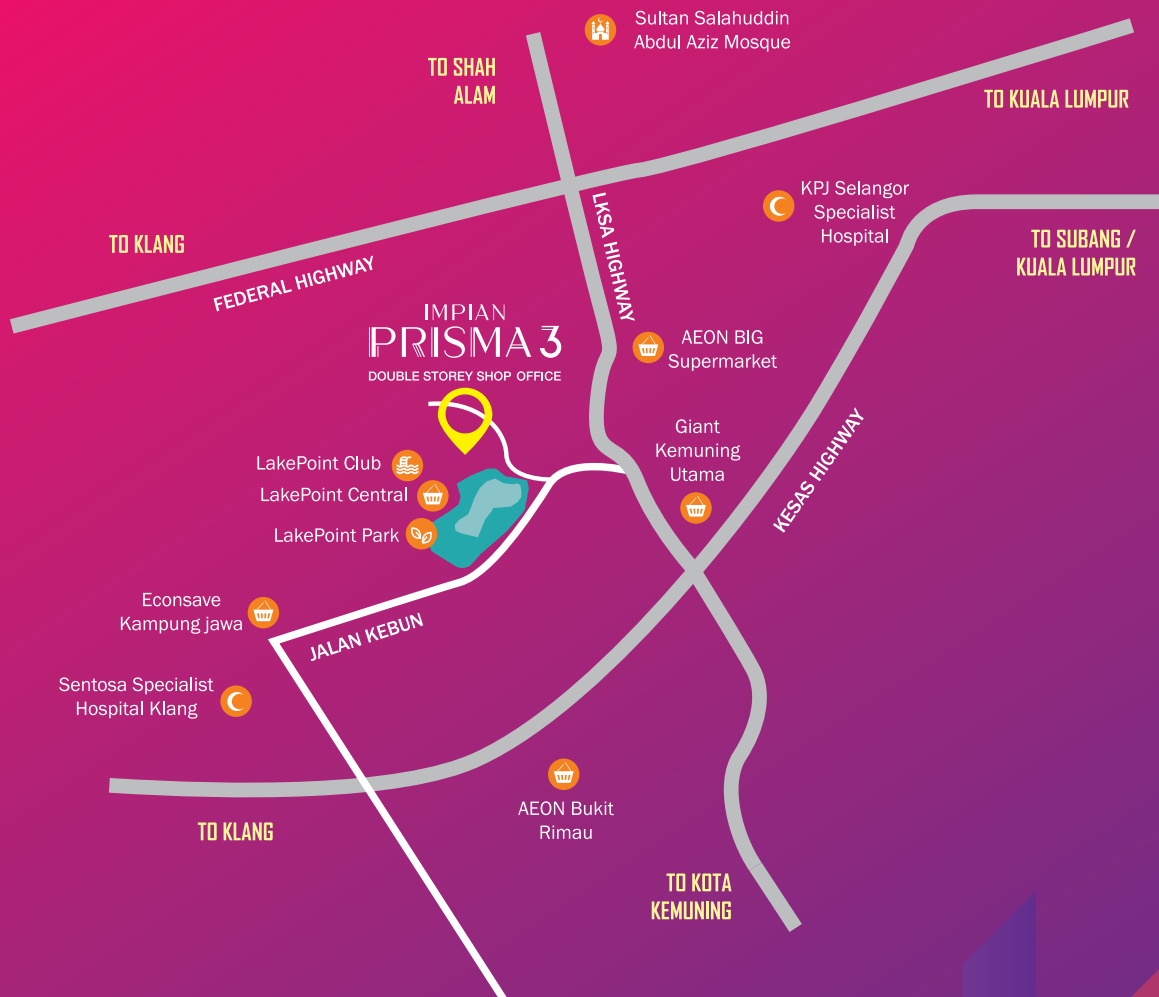 Sultan Salahuddin
Abdul Aziz Mosque
TO SHAH
ALAM
TO KUALA LUMPUR
KPJ Selangor
Specialist
Hospital
TO KLANG
TO SUBANG /
KUALA LUMPUR
FEDERAL HIGHWAY
LKSA HIGHWAY
IMPIAN
PRISMA 3
DOUBLE STOREY SHOP OFFICE
AEON BIG
Supermarket
Giant
Kemuning
Utama
KESAS HIGHWAY
LakePoint Club
LakePoint Central
LakePoint Park
Econsave
Kampung jawa
JALAN KEBUN
Sentosa Specialist
Hospital Klang
AEON Bukit
Rimau
TO KLANG
TO KOTA
KEMUNING